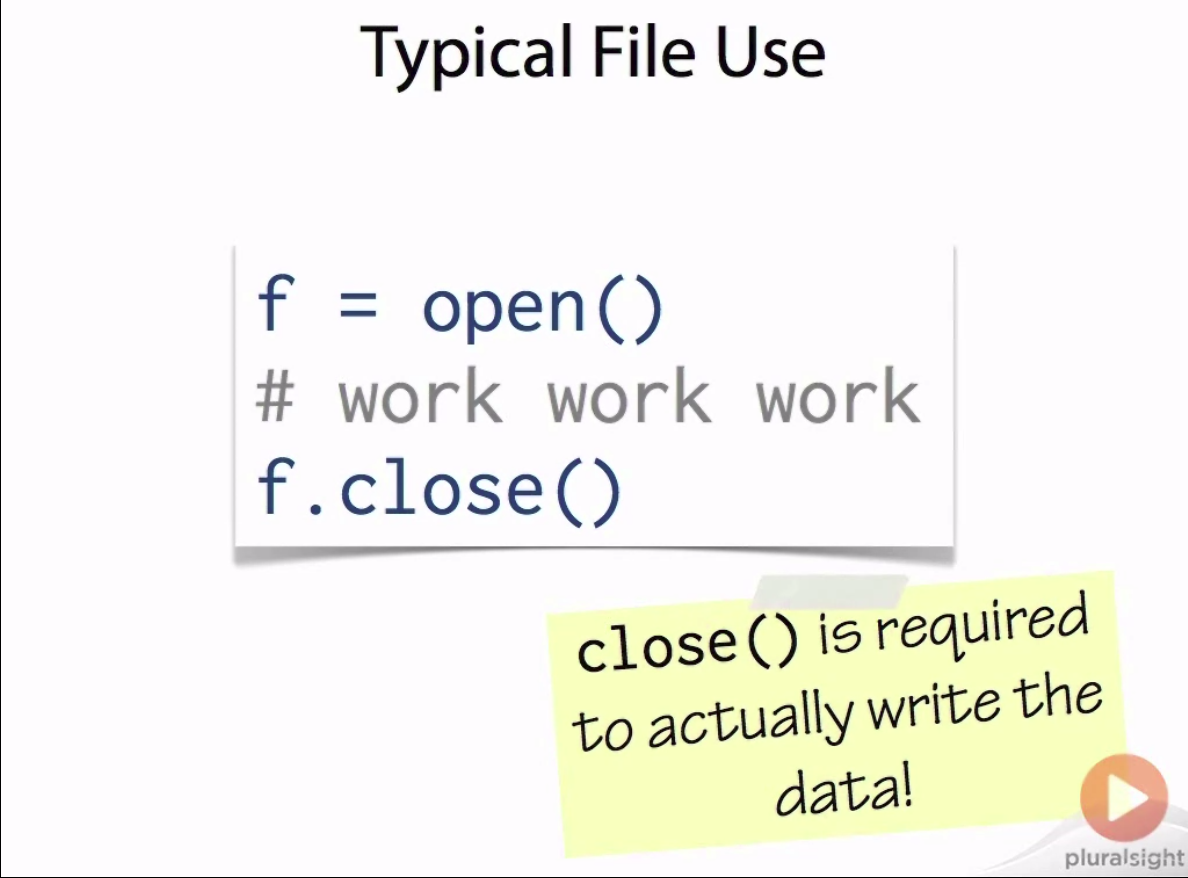 Typical File Use
f = open()
# work work work
f.close()
close() is required
to actually write the
data!
pluralsight